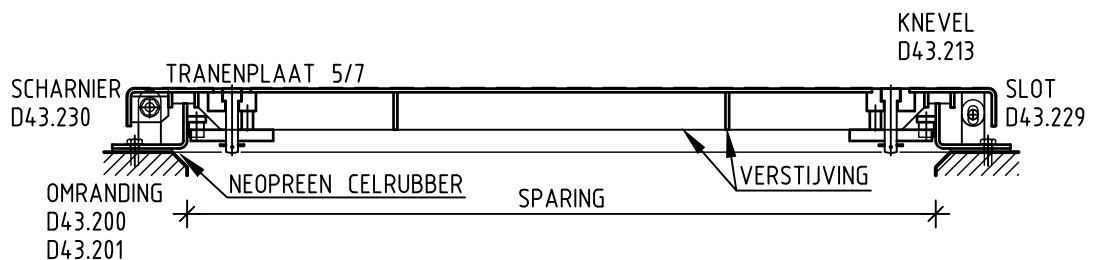 KNEVEL
D43.213
TRANENPLAAT 5/7
SCHARNIER
D43.230
SLOT
D43.229
NEOPREEN CELRUBBER
VERSTIJVING
OMRANDING
D43.200
D43.201
SPARING